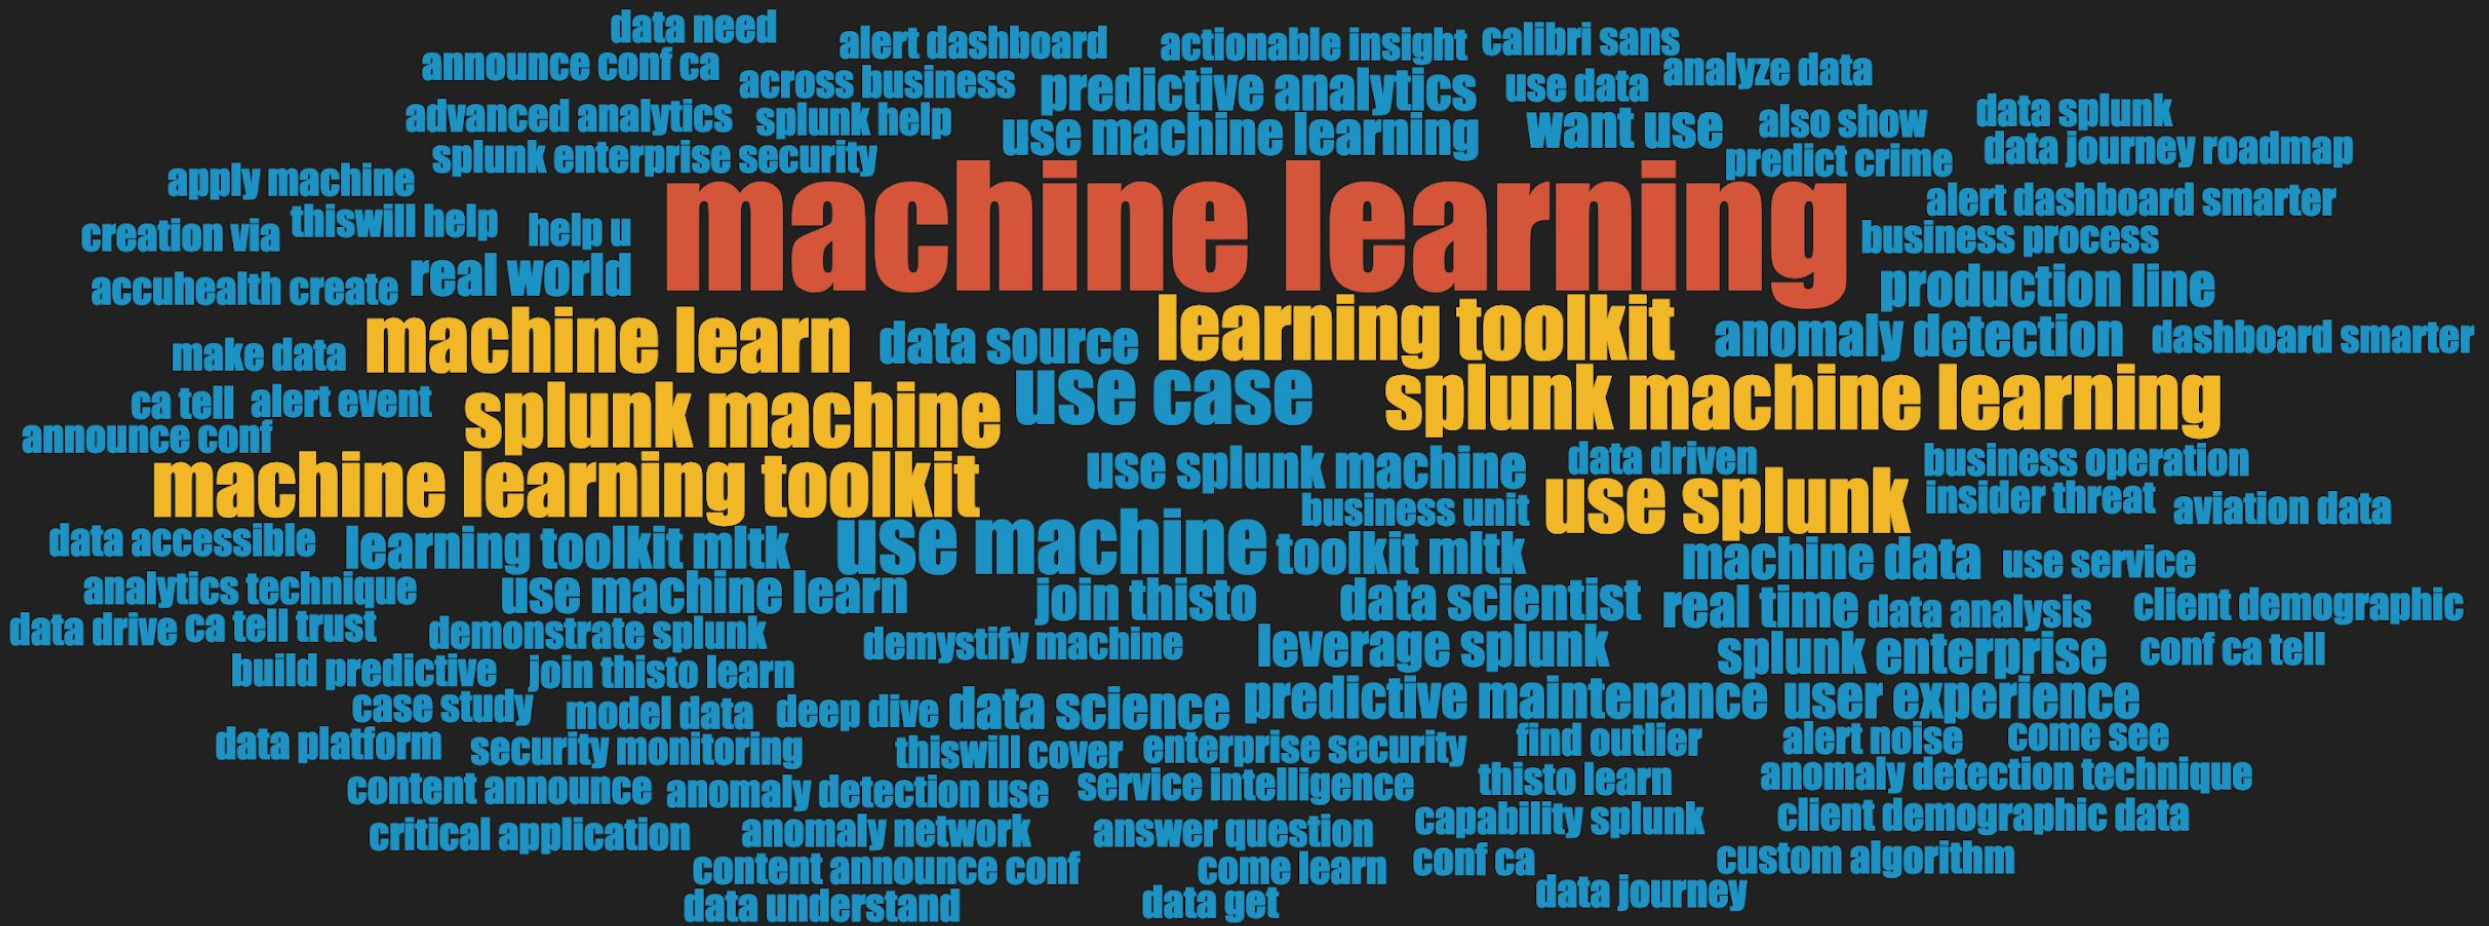 data need
alert dashboard
actionable insight
calibri sans
announce conf ca
across business
predictive analytics
use data
analyze data
advanced analytics
splunk help
use machine learning
want use
also show
data splunk
splunk enterprise security
predict crime
data journey roadmap
apply machine
machine learning
alert dashboard smarter
creation via
thiswill help
help u
business process
accuhealth create
real world
production line
make data
machine learn
data source
learning toolkit
anomaly detection
dashboard smarter
ca tell
alert event
splunk machine
use case
splunk machine learning
announce conf
machine learning toolkit
use splunk machine
data driven
business operation
business unit
use splunk
insider threat
aviation data
data accessible
learning toolkit mltk
use machine
toolkit mltk
machine data
use service
analytics technique
use machine learn
join thisto
data scientist
real time
data analysis
client demographic
data drive
ca tell trust
demonstrate splunk
demystify machine
leverage splunk
splunk enterprise
conf ca tell
build predictive
join thisto learn
case study
model data
deep dive
data science
predictive maintenance
user experience
data platform
security monitoring
thiswill cover
enterprise security
find outlier
alert noise
come see
content announce
anomaly detection use
service intelligence
thisto learn
anomaly detection technique
critical application
anomaly network
answer question
capability splunk
client demographic data
content announce conf
come learn
conf ca
custom algorithm
data understand
data get
data journey